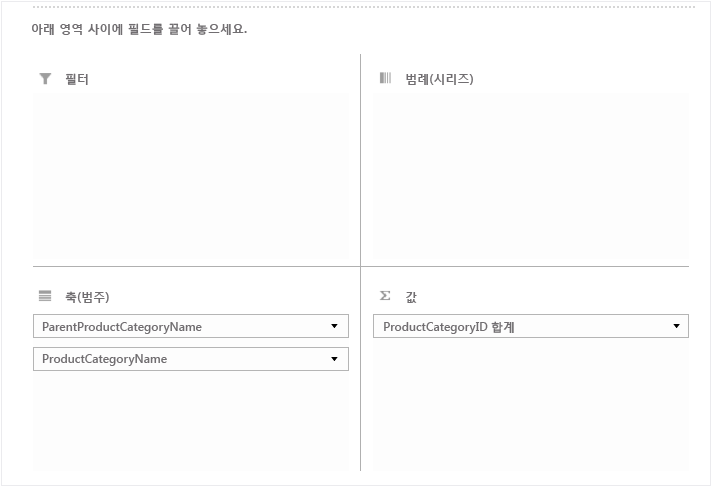 아래 영역 사이에 필드를 끌어 놓으세요.
필터
범례(시리즈)
축(범주)
ParentProductCategoryName
ProductCategoryName
값
ProductCategoryID 합계